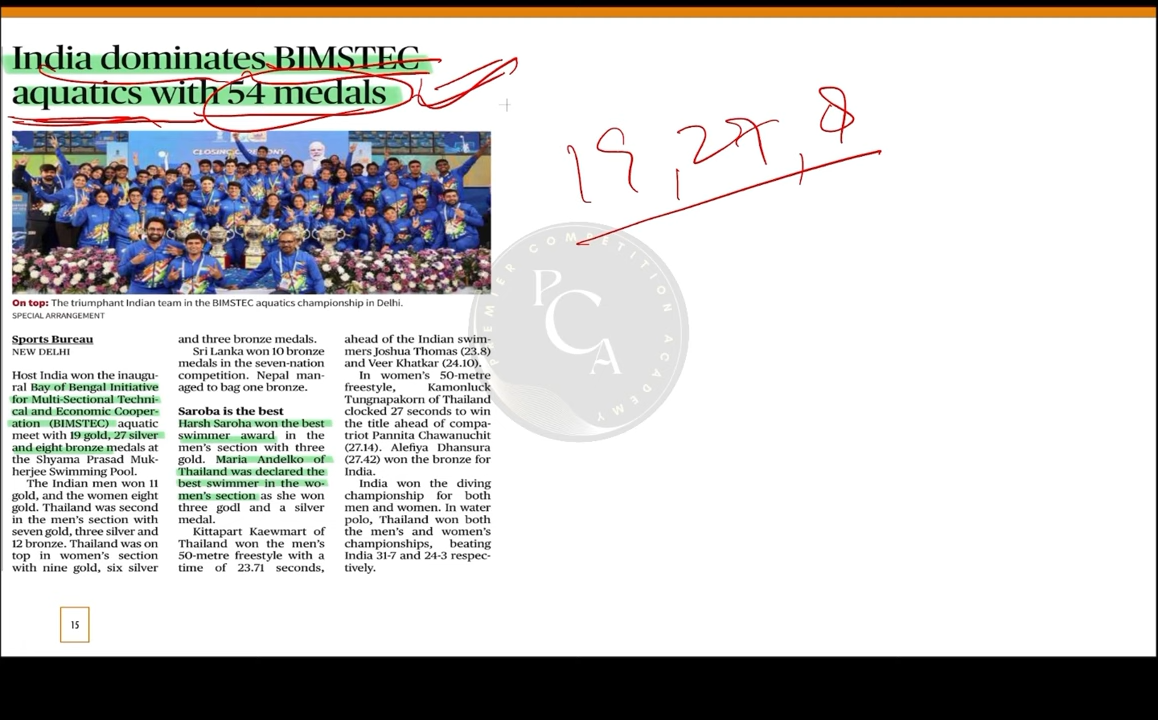 India dominates BIMSTEC
aquatics with 54 medals
19, 27, 8
CLOSING CEREMONY
On top: The triumphant Indian team in the BIMSTEC aquatics championship in Delhi.
SPECIAL ARRANGEMENT
Sports Bureau
NEW DELHI
Host India won the inaugu-
ral Bay of Bengal Initiative
for Multi-Sectional Techni-
cal and Economic Cooper-
ation (BIMSTEC) aquatic
meet with 19 gold, 27 silver
and eight bronze medals at
the Shyama Prasad Muk-
herjee Swimming Pool.
The Indian men won 11
gold, and the women eight
gold. Thailand was second
in the men's section with
seven gold, three silver and
12 bronze. Thailand was on
top in women's section
with nine gold, six silver
and three bronze medals.
Sri Lanka won 10 bronze
medals in the seven-nation
competition. Nepal man-
aged to bag one bronze.
Saroba is the best
Harsh Saroha won the best
swimmer award in the
men's section with three
gold. Maria Andelko of
Thailand was declared the
best swimmer in the wo-
men's section as she won
three godl and a silver
medal.
Kittapart Kaewmart of
Thailand won the men's
50-metre freestyle with a
time of 23.71 seconds,
ahead of the Indian swim-
mers Joshua Thomas (23.8)
and Veer Khatkar (24.10).
In women's 50-metre
freestyle, Kamonluck
Tungnapakorn of Thailand
clocked 27 seconds to win
the title ahead of compa-
triot Pannita Chawanuchit
(27.14). Alefiya Dhansura
(27.42) won the bronze for
India.
India won the diving
championship for both
men and women. In water
polo, Thailand won both
the men's and women's
championships, beating
India 31-7 and 24-3 respec-
tively.
PREMIER COMPETITION ACADEMY
PCA
15